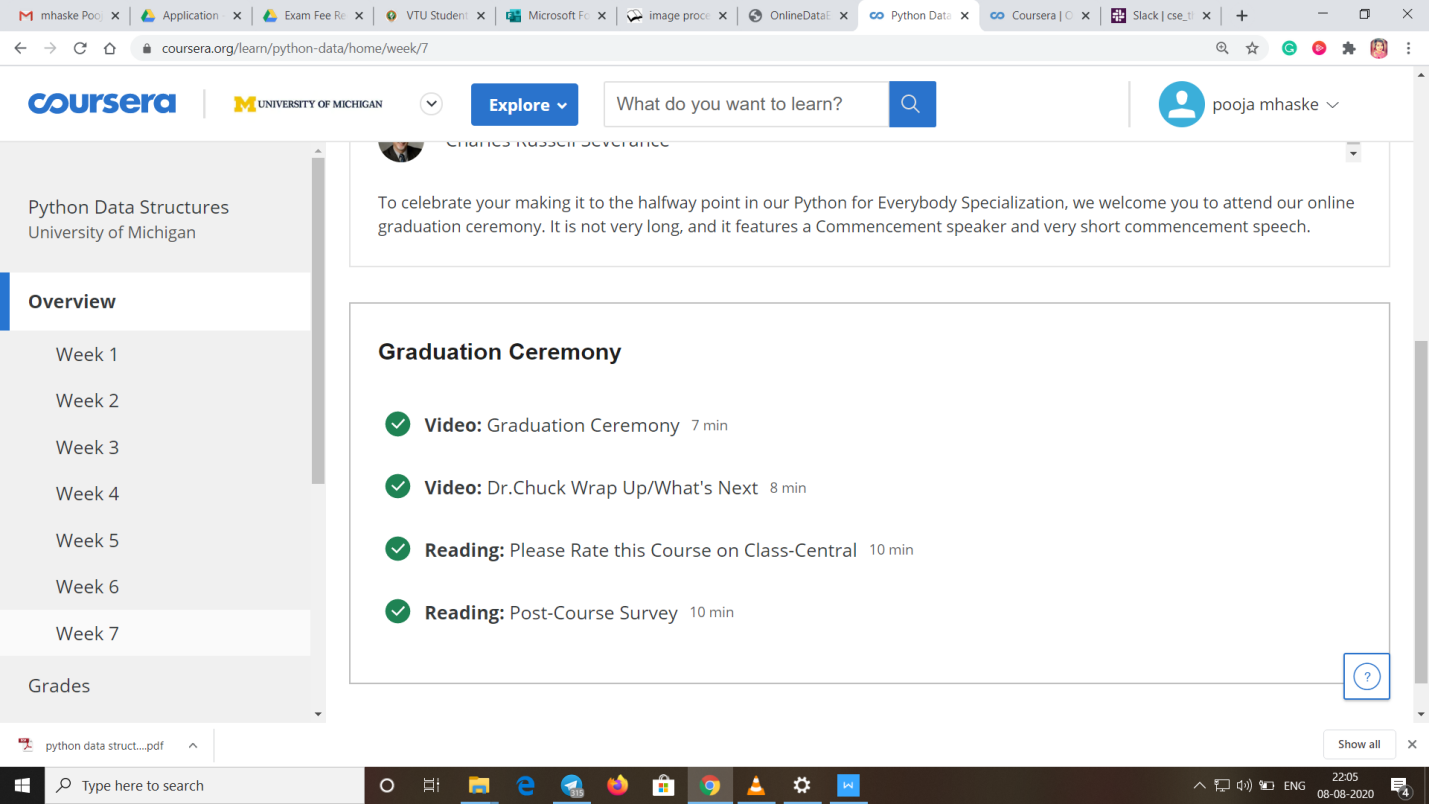 mhaske Poo
Application
Exam Fee Re
VTU Student
Microsoft Fo
image proce
OnlineDataE
Python Data
Coursera | O
Slack | cse_t
coursera.org/learn/python-data/home/week/7
coursera
UNIVERSITY OF MICHIGAN
Explore
What do you want to learn?
pooja mhaske
Charles Russell Severance
To celebrate your making it to the halfway point in our Python for Everybody Specialization, we welcome you to attend our online
graduation ceremony. It is not very long, and it features a Commencement speaker and very short commencement speech.
Python Data Structures
University of Michigan
Overview
Week 1
Week 2
Week 3
Week 4
Week 5
Week 6
Week 7
Grades
Graduation Ceremony
Video: Graduation Ceremony 7 min
Video: Dr.Chuck Wrap Up/What's Next 8 min
Reading: Please Rate this Course on Class-Central 10 min
Reading: Post-Course Survey 10 min
?
python data struct....pdf
Show all
Type here to search
315
W
ENG
22:05
08-08-2020
4